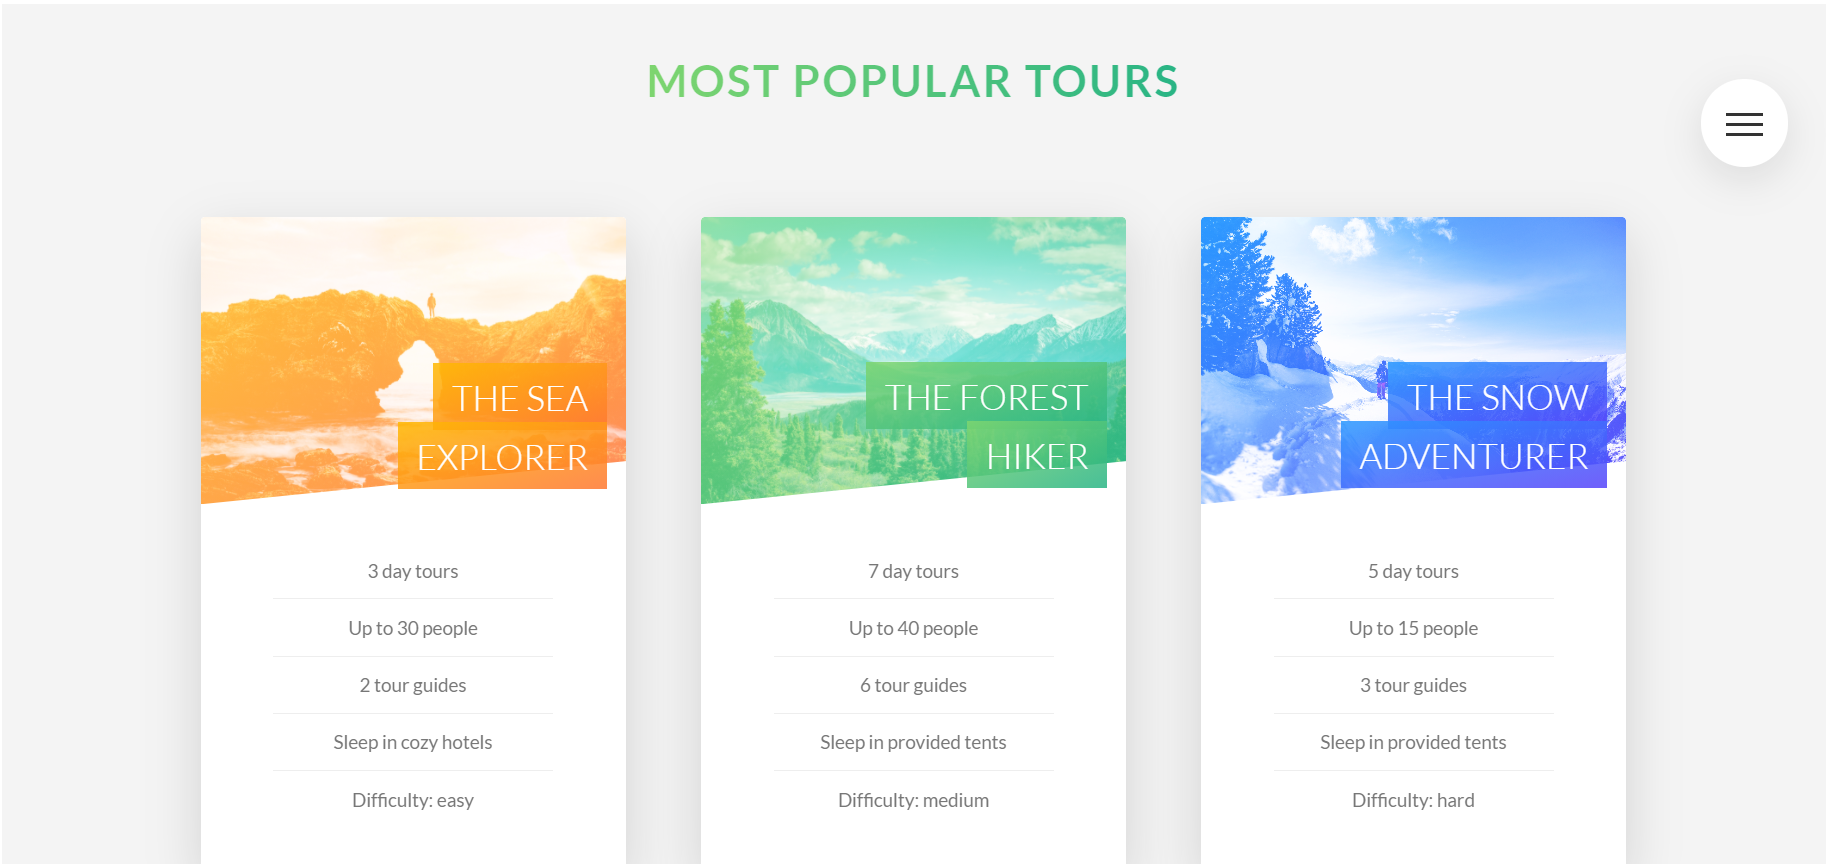 MOST POPULAR TOURS
THE SEA
EXPLORER
3 day tours
Up to 30 people
2 tour guides
Sleep in cozy hotels
Difficulty: easy
THE FOREST
HIKER
7 day tours
Up to 40 people
6 tour guides
Sleep in provided tents
Difficulty: medium
THE SNOW
ADVENTURER
5 day tours
Up to 15 people
3 tour guides
Sleep in provided tents
Difficulty: hard